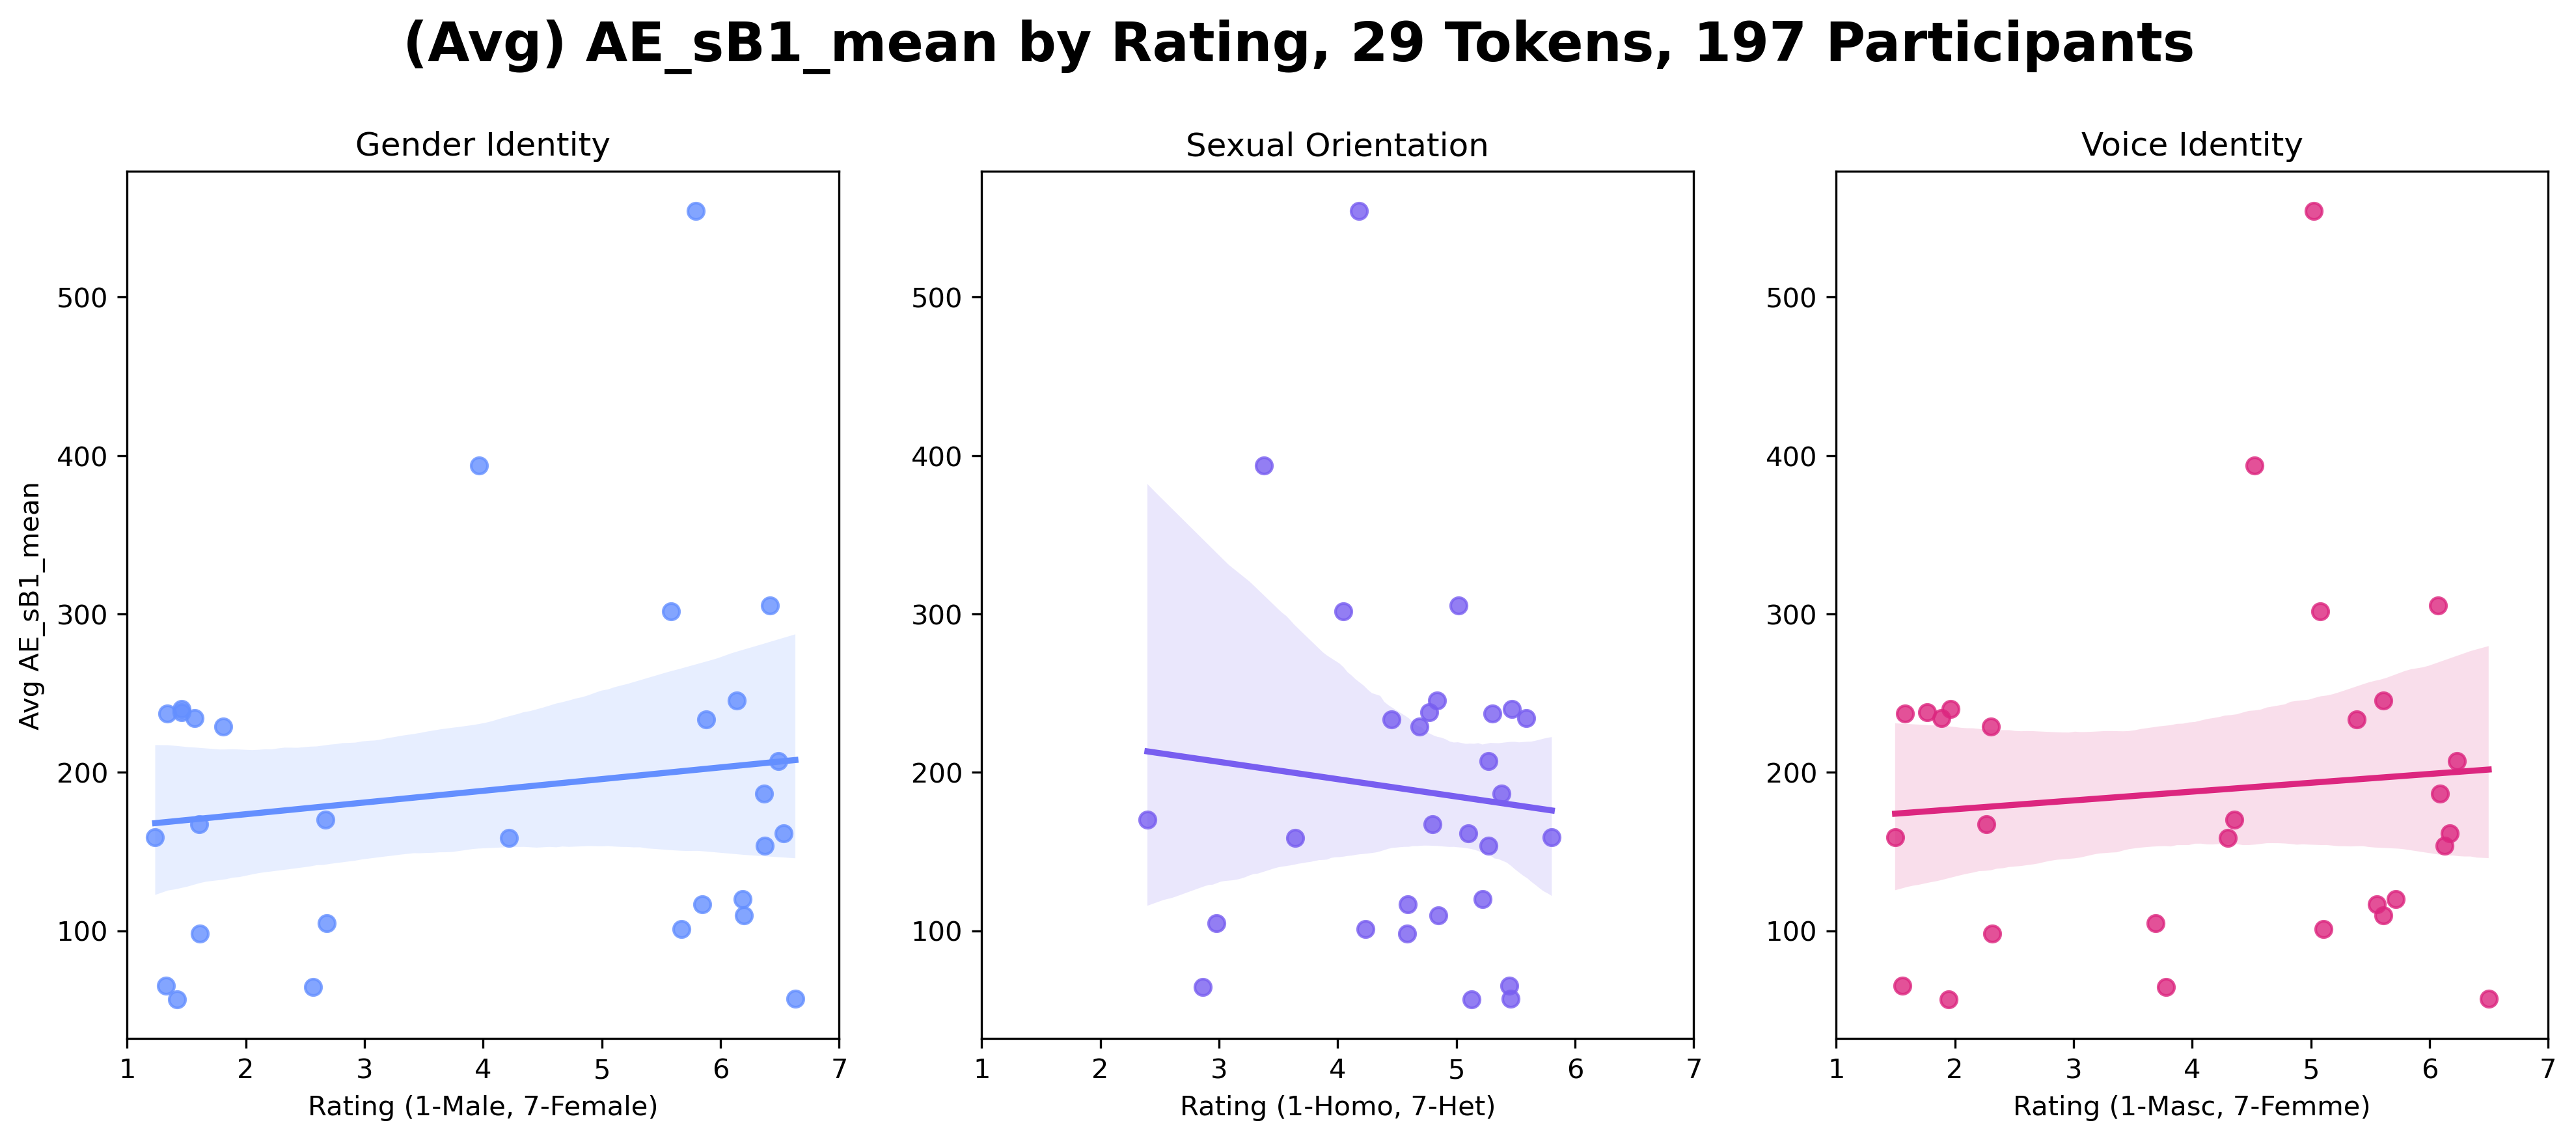 (Avg) AE_sB1_mean by Rating, 29 Tokens, 197 Participants
Gender Identity
Avg AE_sB1_mean
500
400
300
200
100
1 2 3 4 5 6 7
Rating (1-Male, 7-Female)
Sexual Orientation
500
400
300
200
100
1 2 3 4 5 6 7
Rating (1-Homo, 7-Het)
Voice Identity
500
400
300
200
100
1 2 3 4 5 6 7
Rating (1-Masc, 7-Femme)